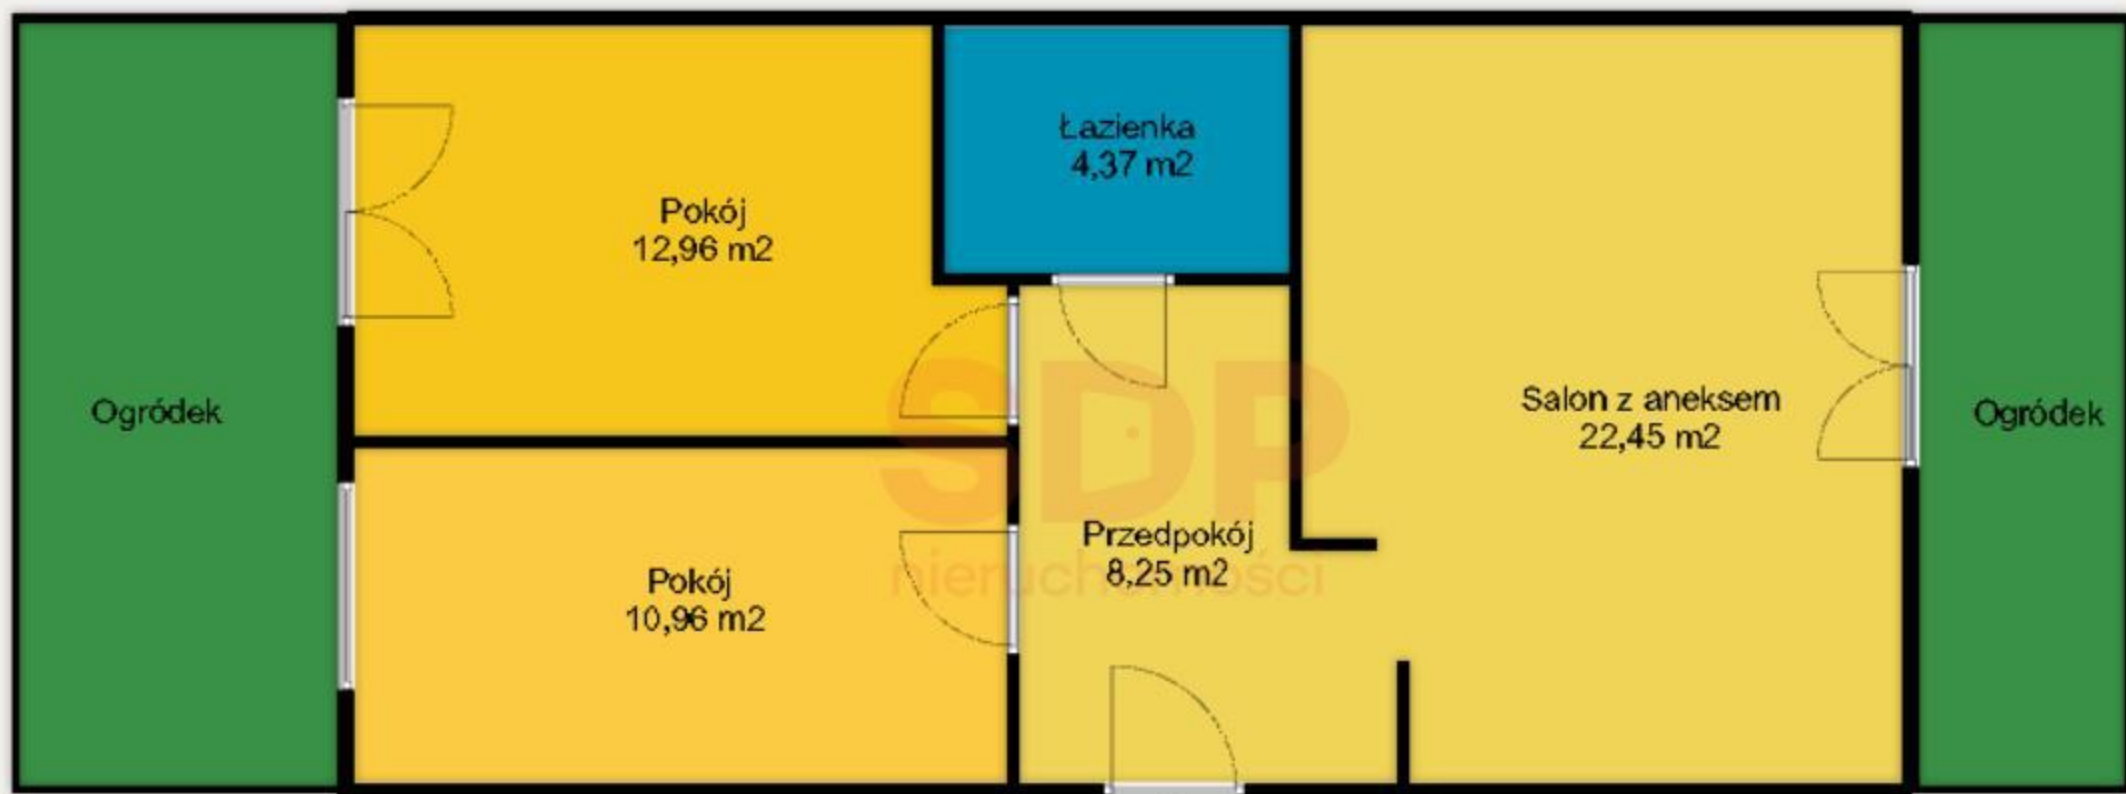 Łazienka
4,37 m2
Pokój
12,96 m2
Ogródek
Salon z aneksem
22,45 m2
Ogródek
SDP
nieruchomości
Przedpokój
8,25 m2
Pokój
10,96 m2